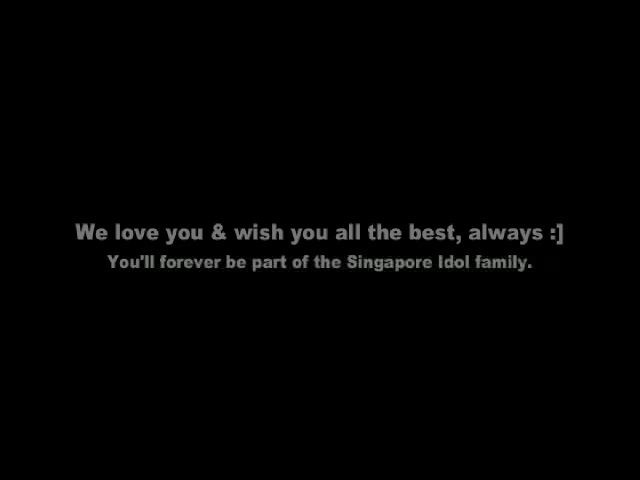 We love you & wish you all the best, always :]
You'll forever be part of the Singapore Idol family.